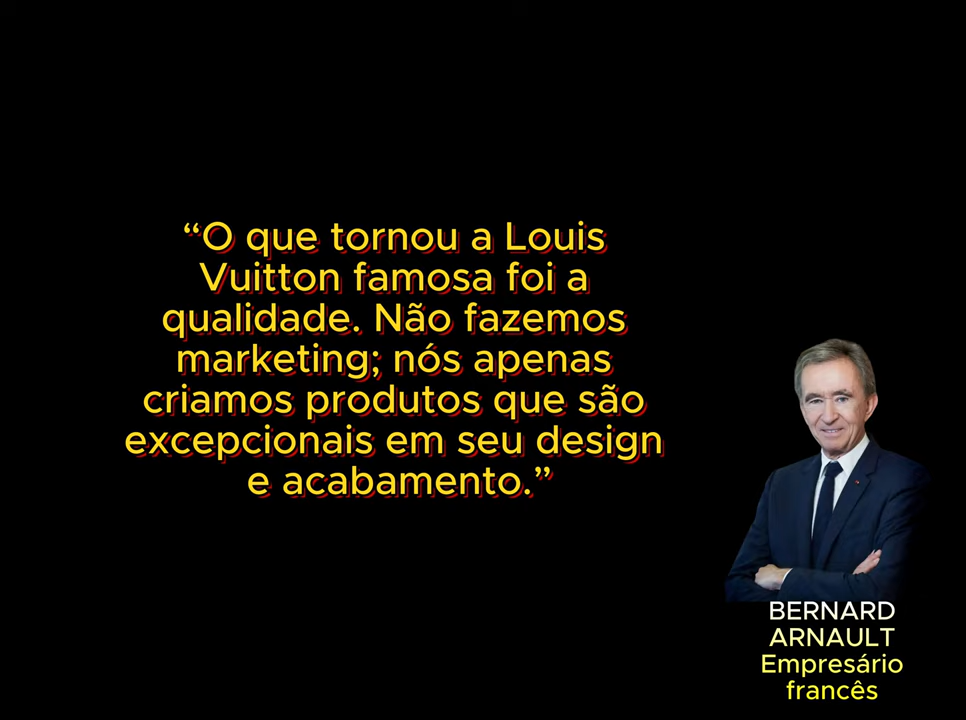 “O que tornou a Louis
Vuitton famosa foi a
qualidade. Não fazemos
marketing; nós apenas
criamos produtos que são
excepcionais em seu design
e acabamento.”
BERNARD
ARNAULT
Empresário
francês